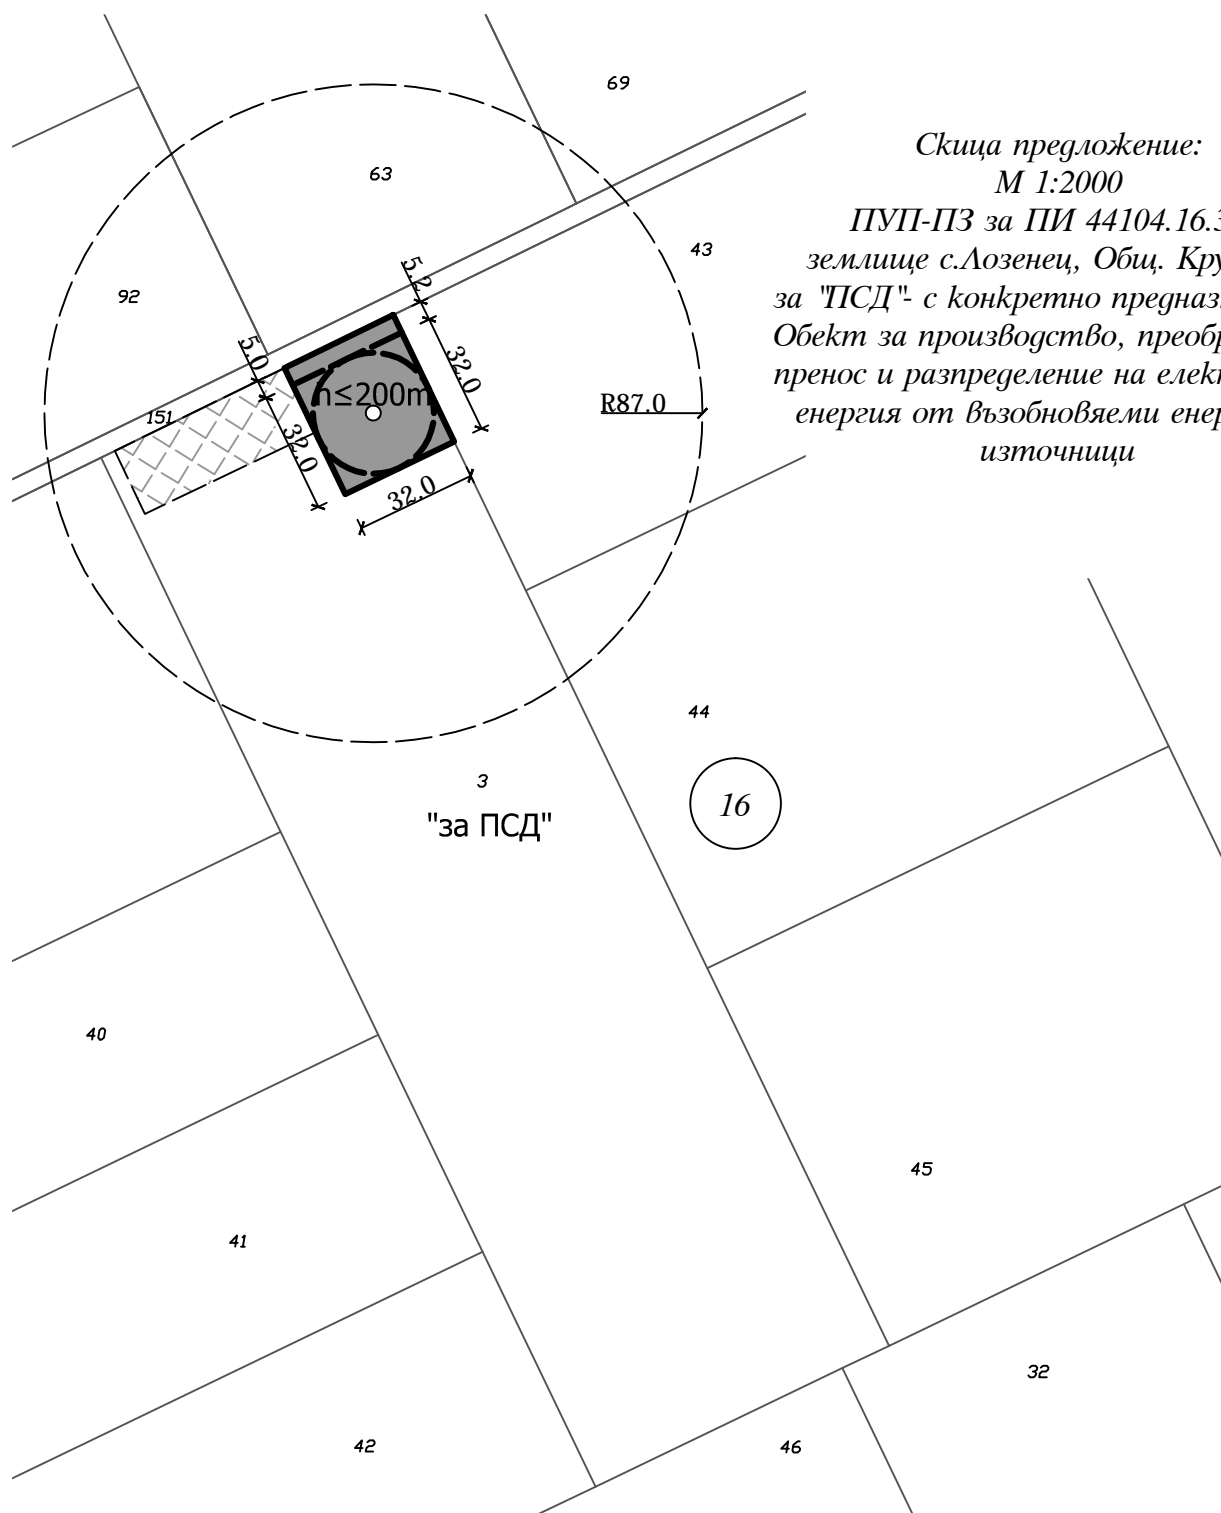 69
Скица предложение:
63
М 1:2000
ПУП-ПЗ за ПИ 44104.16.3
43
землище с.Лозенец, Общ. Кру
5.2
92
за "ПСД"- с конкретно предназ
Обект за производство, преобр
5.0
32.0
пренос и разпределение на елек
h≤200m
R87.0
151
енергия от възобновяеми енер
32.0
източници
32.0
44
3
16
"за ПСД"
40
45
41
32
42
46